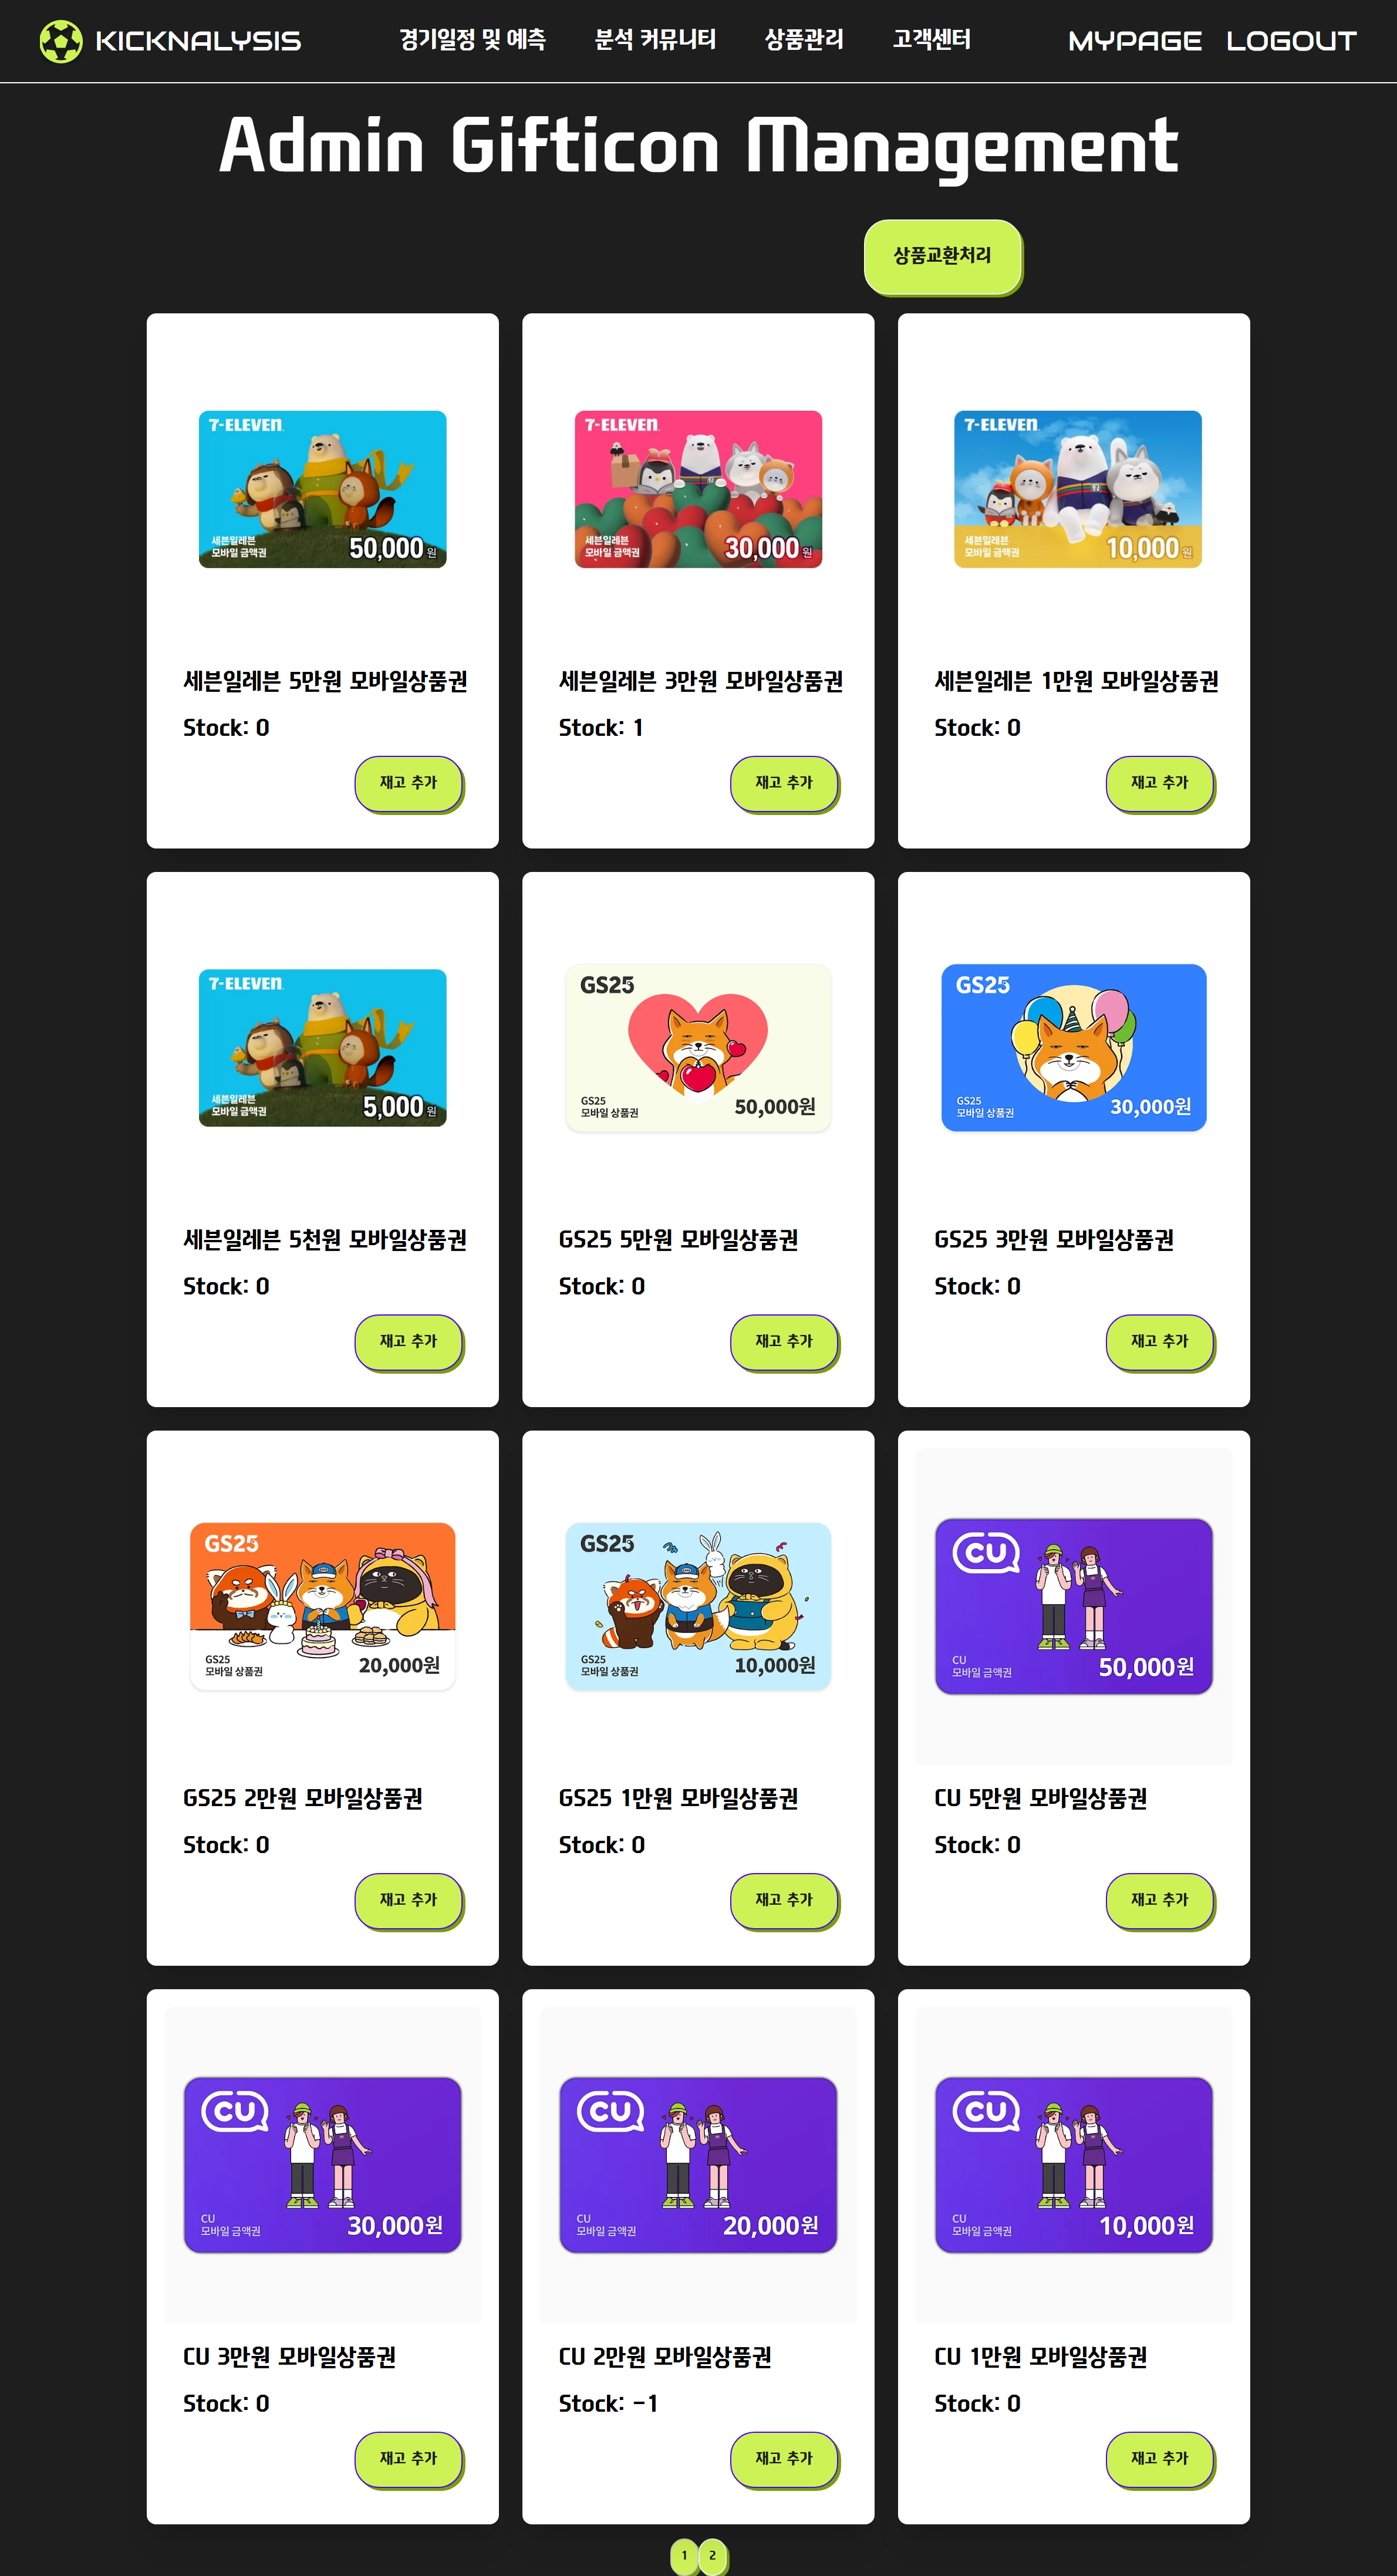 KICKNALYSIS 경기일정 및 예측 분석 커뮤니티 상품관리 고객센터 MYPAGE LOGOUT
Admin Gifticon Management
상품교환처리
7-ELEVEN
세븐일레븐
모바일 금액권 50,000 원
세븐일레븐 5만원 모바일상품권
Stock: 0
재고 추가
7-ELEVEN
세븐일레븐
모바일 금액권 30,000 원
세븐일레븐 3만원 모바일상품권
Stock: 1
재고 추가
7-ELEVEN
세븐일레븐
모바일 금액권 10,000 원
세븐일레븐 1만원 모바일상품권
Stock: 0
재고 추가
7-ELEVEN
세븐일레븐
모바일 금액권 5,000 원
세븐일레븐 5천원 모바일상품권
Stock: 0
재고 추가
GS25
GS25
모바일 상품권 50,000원
GS25 5만원 모바일상품권
Stock: 0
재고 추가
GS25
GS25
모바일 상품권 30,000원
GS25 3만원 모바일상품권
Stock: 0
재고 추가
GS25
GS25
모바일 상품권 20,000원
GS25 2만원 모바일상품권
Stock: 0
재고 추가
GS25
GS25
모바일 상품권 10,000원
GS25 1만원 모바일상품권
Stock: 0
재고 추가
CU
CU
모바일 금액권 50,000원
CU 5만원 모바일상품권
Stock: 0
재고 추가
CU
CU
모바일 금액권 30,000원
CU 3만원 모바일상품권
Stock: 0
재고 추가
CU
CU
모바일 금액권 20,000원
CU 2만원 모바일상품권
Stock: -1
재고 추가
CU
CU
모바일 금액권 10,000원
CU 1만원 모바일상품권
Stock: 0
재고 추가
1 2